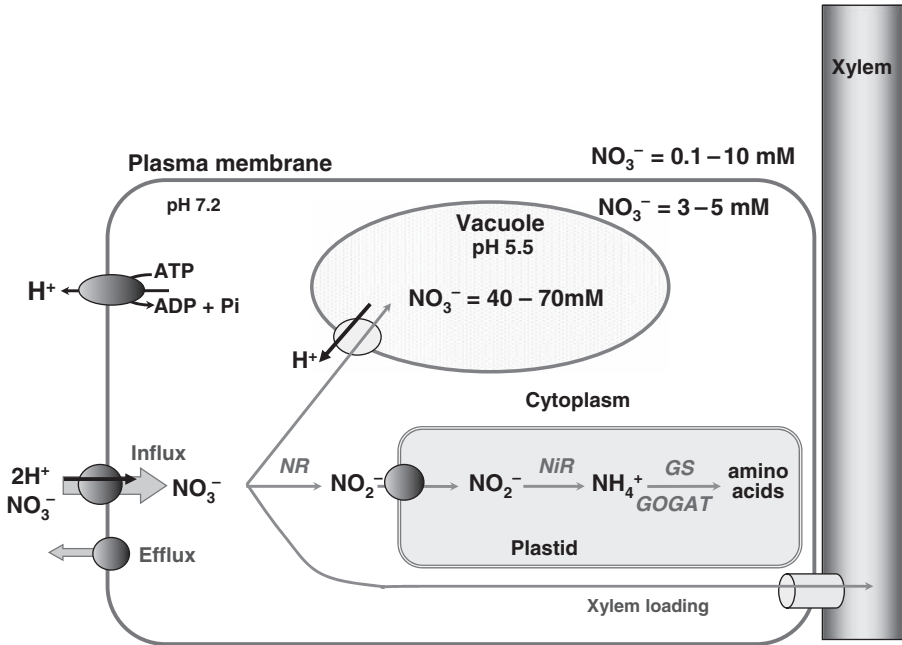 Xylem
Plasma membrane
NO₃⁻ = 0.1 – 10 mM
pH 7.2
NO₃⁻ = 3 – 5 mM
Vacuole
pH 5.5
H⁺
ATP
ADP + Pi
NO₃⁻ = 40 – 70mM
H⁺
Cytoplasm
2H⁺
NO₃⁻
Influx
NO₃⁻
NR
NO₂⁻
NO₂⁻
NiR
NH₄⁺
GS
GOGAT
amino
acids
Efflux
Plastid
Xylem loading